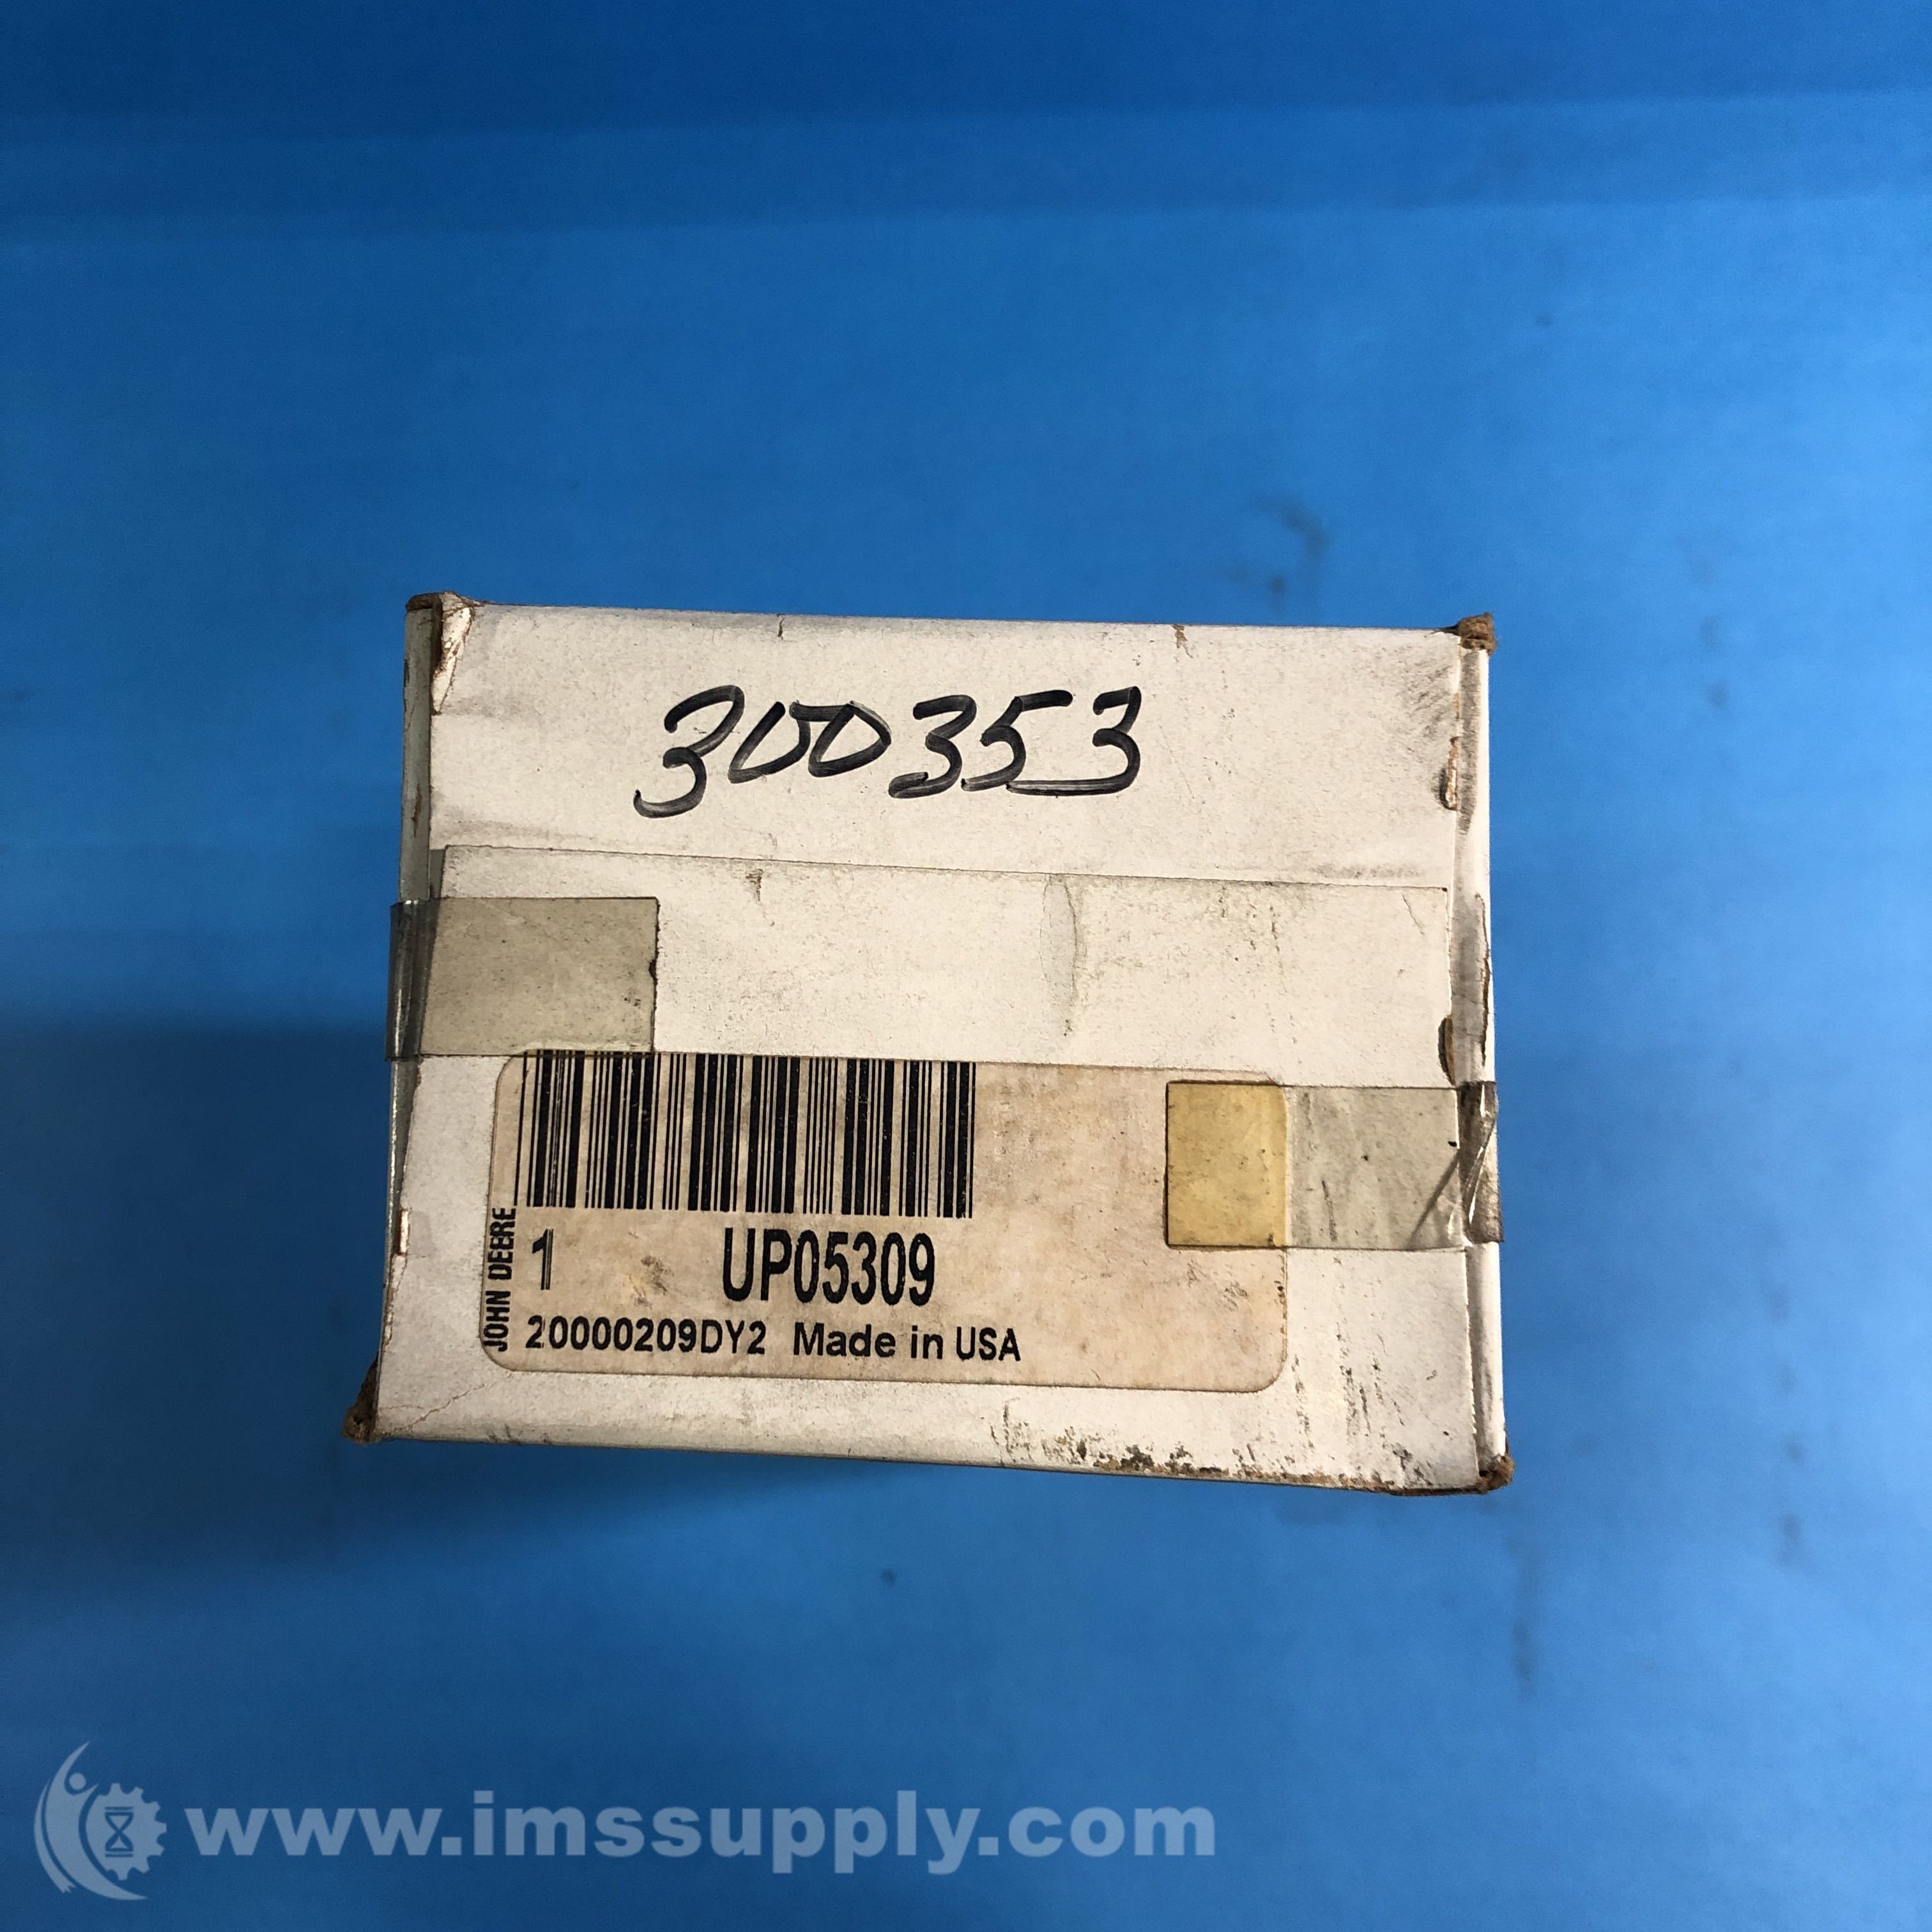 300353
JOHN DEERE
1 UP05309
20000209DY2 Made in USA
www.imssupply.com